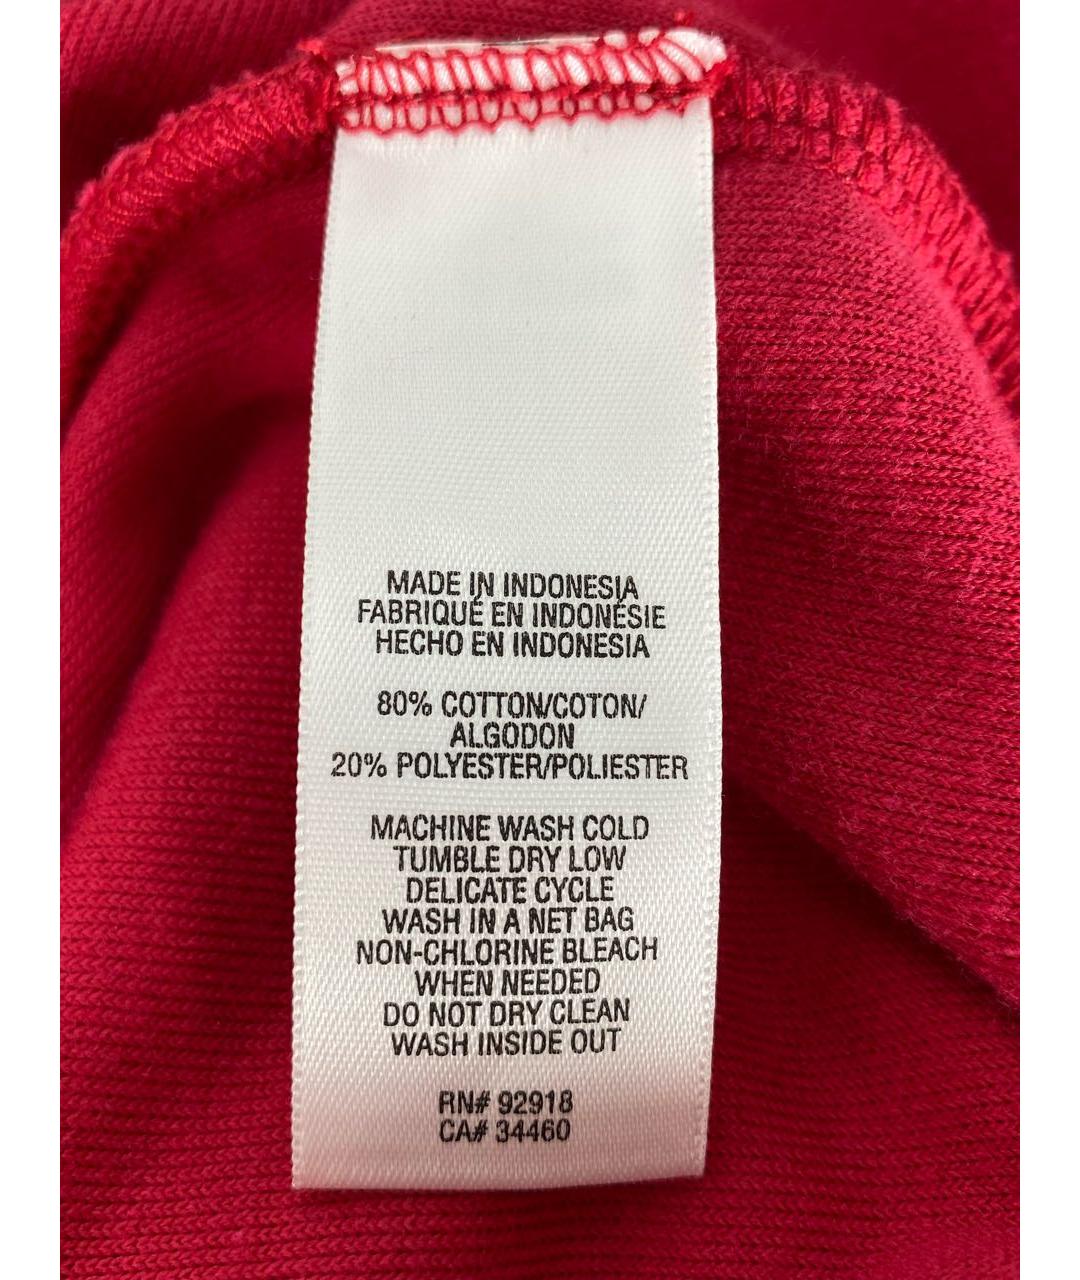 MADE IN INDONESIA
FABRIQUÉ EN INDONÉSIE
HECHO EN INDONESIA
80% COTTON/COTON/
ALGODON
20% POLYESTER/POLIESTER
MACHINE WASH COLD
TUMBLE DRY LOW
DELICATE CYCLE
WASH IN A NET BAG
NON-CHLORINE BLEACH
WHEN NEEDED
DO NOT DRY CLEAN
WASH INSIDE OUT
RN# 92918
CA# 34460